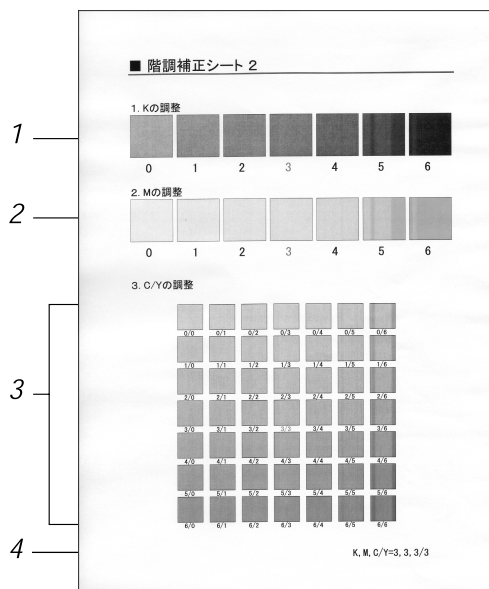 ■ 階調補正シート 2
1. Kの調整
1
0 1 2 3 4 5 6
2. Mの調整
2
0 1 2 3 4 5 6
3. C/Yの調整
3
0/0 0/1 0/2 0/3 0/4 0/5 0/6
1/0 1/1 1/2 1/3 1/4 1/5 1/6
2/0 2/1 2/2 2/3 2/4 2/5 2/6
3/0 3/1 3/2 3/3 3/4 3/5 3/6
4/0 4/1 4/2 4/3 4/4 4/5 4/6
5/0 5/1 5/2 5/3 5/4 5/5 5/6
6/0 6/1 6/2 6/3 6/4 6/5 6/6
4
K, M, C/Y=3, 3, 3/3